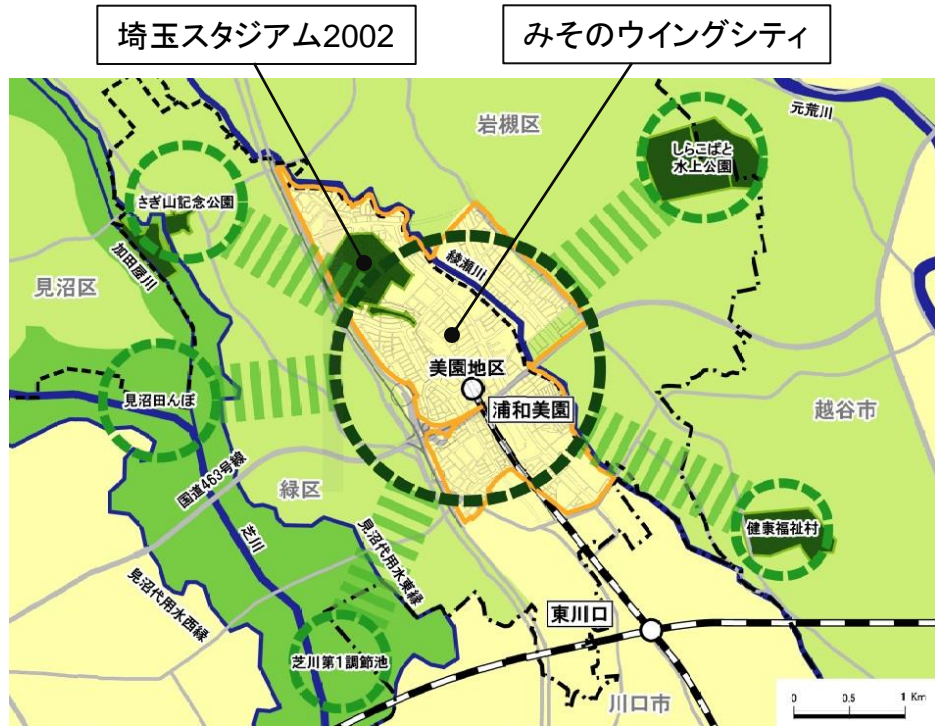 埼玉スタジアム2002
みそのウイングシティ
元荒川
岩槻区
しらこばと
水上公園
さぎ山記念公園
加田屋川
綾瀬川
見沼区
美園地区
浦和美園
見沼田んぼ
越谷市
国道463号線
緑区
芝川
見沼代用水東縁
健康福祉村
見沼代用水西縁
東川口
芝川第1調節池
川口市
0 0.5 1 Km